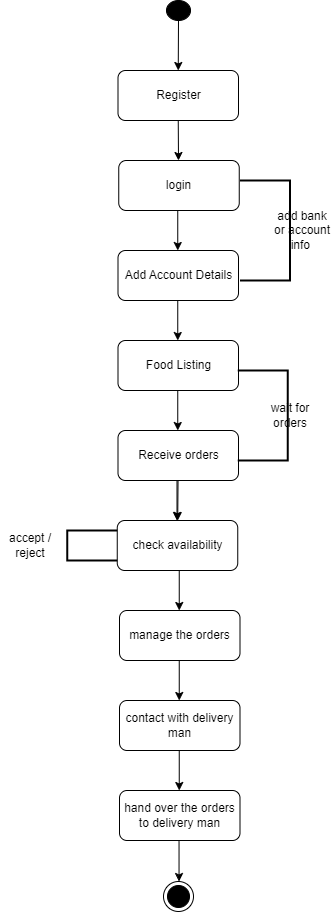 Register
login
add bank
or account
info
Add Account Details
Food Listing
wait for
orders
Receive orders
accept /
reject
check availability
manage the orders
contact with delivery
man
hand over the orders
to delivery man